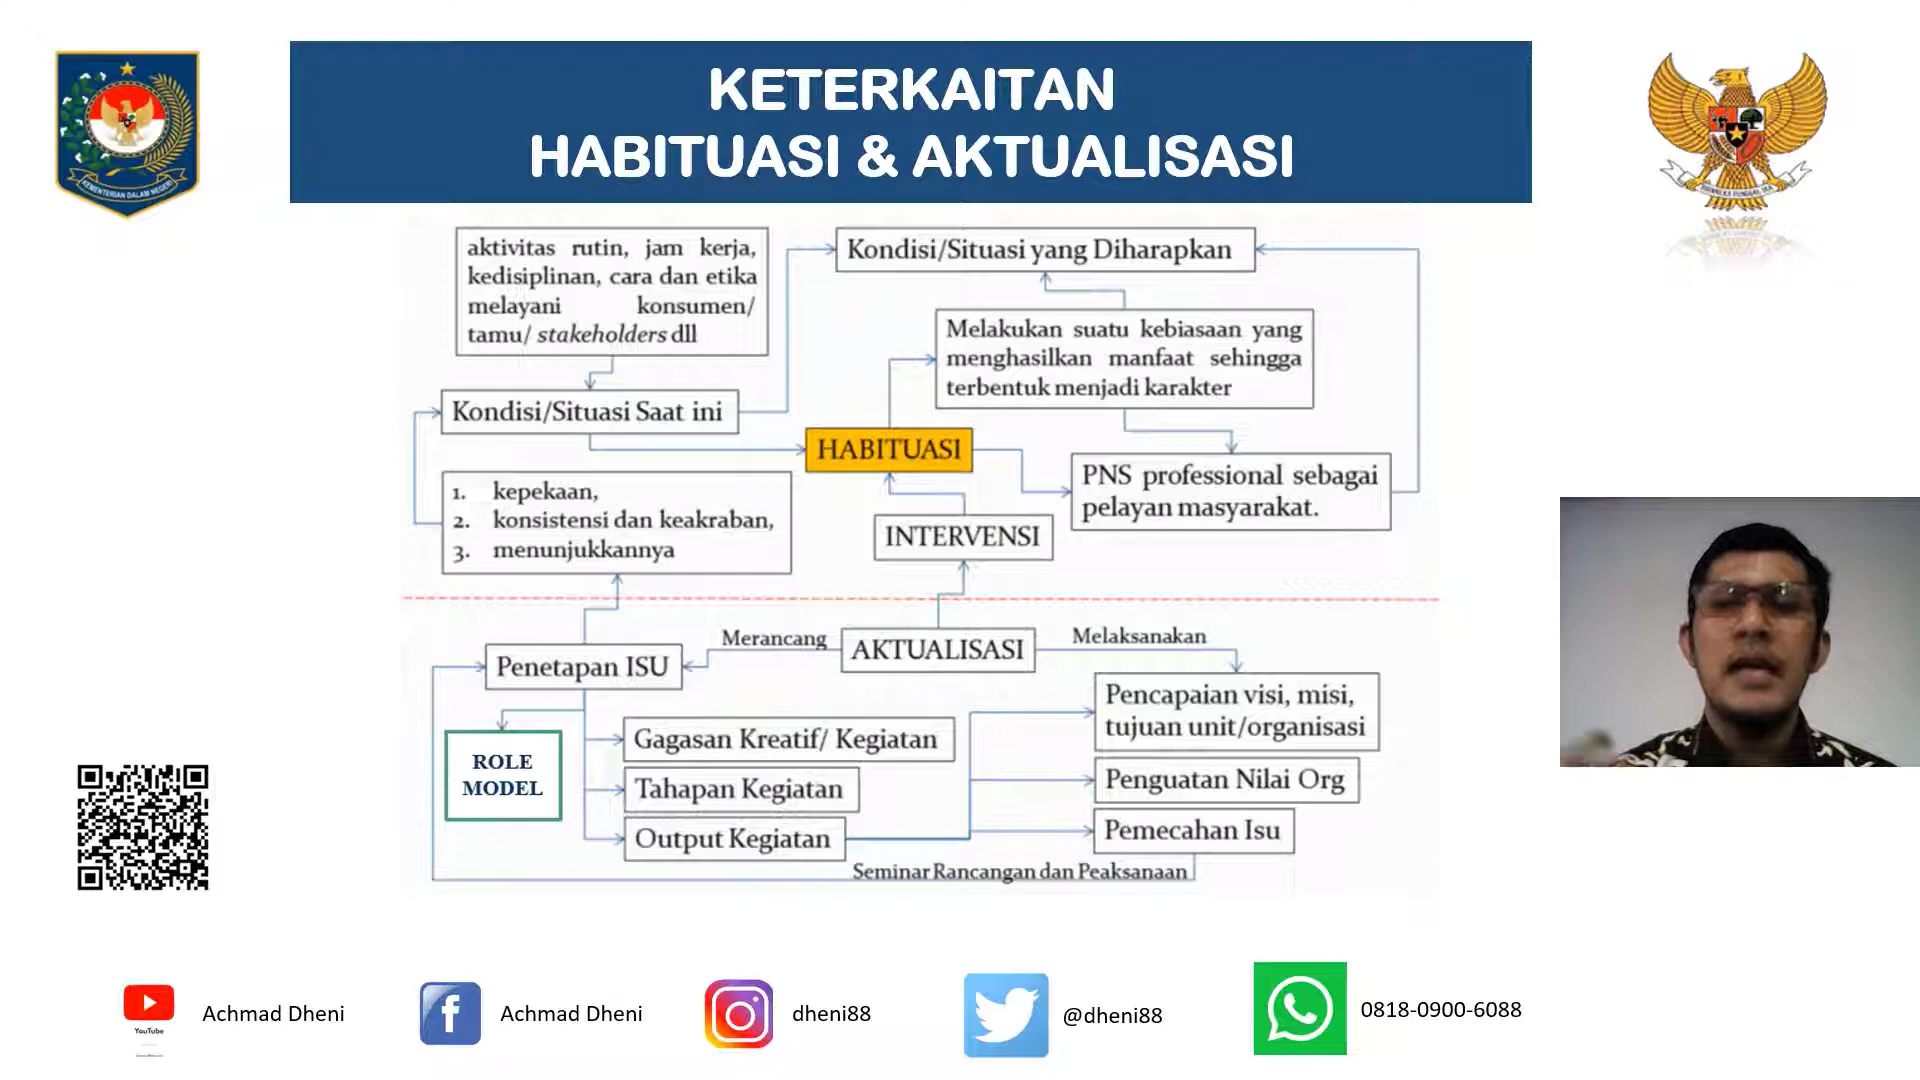 KETERKAITAN
HABITUASI & AKTUALISASI
KEMENTERIAN DALAM NEGERI
aktivitas rutin, jam kerja,
kedisiplinan, cara dan etika
melayani konsumen/
tamu/ stakeholders dll
Kondisi/Situasi yang Diharapkan
Melakukan suatu kebiasaan yang
menghasilkan manfaat sehingga
terbentuk menjadi karakter
Kondisi/Situasi Saat ini
HABITUASI
PNS professional sebagai
pelayan masyarakat.
1. kepekaan,
2. konsistensi dan keakraban,
3. menunjukkannya
INTERVENSI
Merancang
AKTUALISASI
Melaksanakan
Penetapan ISU
Pencapaian visi, misi,
tujuan unit/organisasi
ROLE
MODEL
Gagasan Kreatif/ Kegiatan
Tahapan Kegiatan
Penguatan Nilai Org
Output Kegiatan
Pemecahan Isu
Seminar Rancangan dan Peaksanaan
YouTube
Achmad Dheni
Achmad Dheni
dheni88
@dheni88
0818-0900-6088